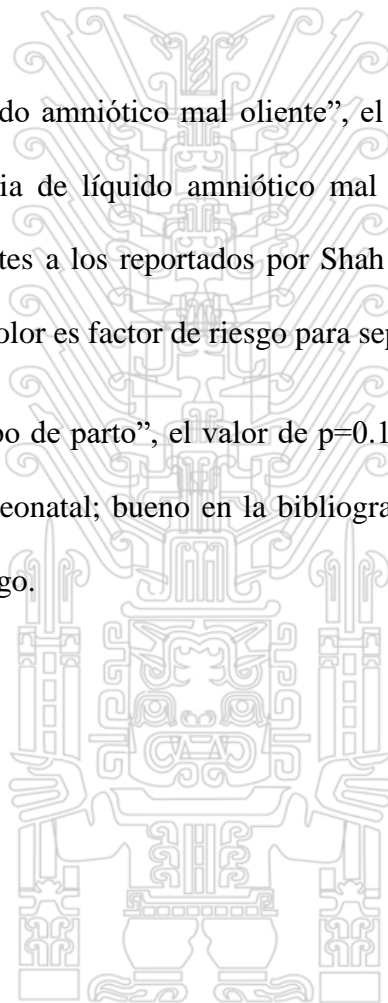 do amniótico mal oliente”, el
ia de líquido amniótico mal
tes a los reportados por Shah
olor es factor de riesgo para sep
o de parto”, el valor de p=0.1
eonatal; bueno en la bibliogra
go.